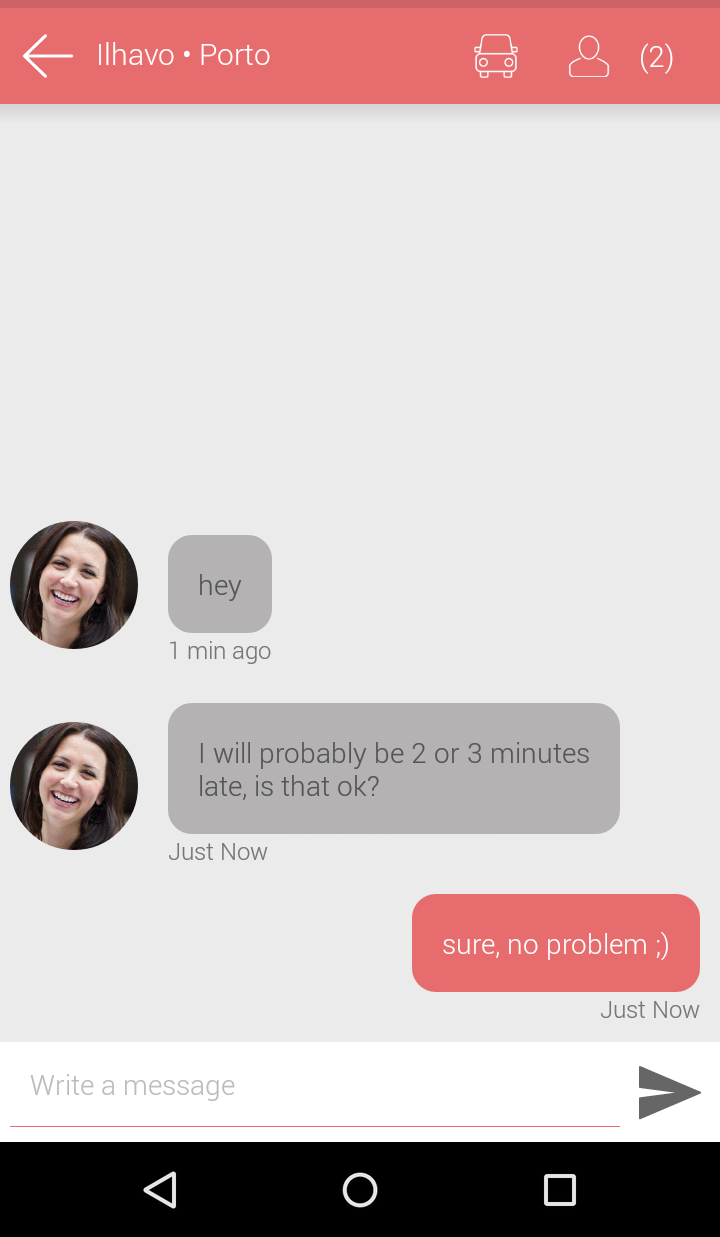 Ilhavo • Porto
(2)
hey
1 min ago
I will probably be 2 or 3 minutes
late, is that ok?
Just Now
sure, no problem ;)
Just Now
Write a message